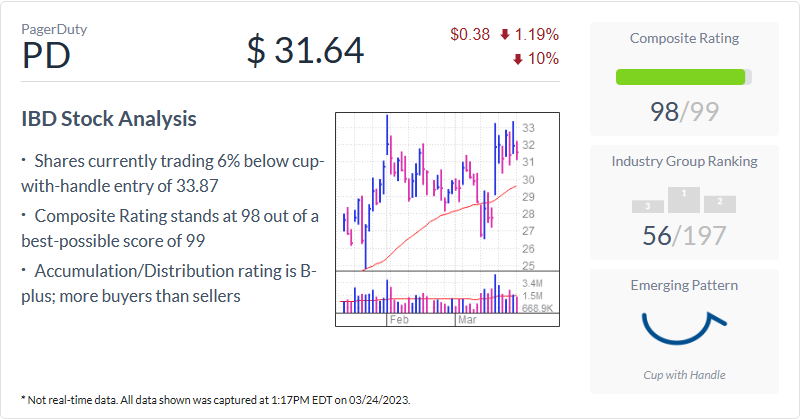 PagerDuty
PD
$ 31.64
$0.38 1.19%
10%
IBD Stock Analysis
· Shares currently trading 6% below cup-
with-handle entry of 33.87
· Composite Rating stands at 98 out of a
best-possible score of 99
· Accumulation/Distribution rating is B-
plus; more buyers than sellers
33
32
31
30
29
28
27
26
25
3.4M
1.5M
668.9K
Feb Mar
Composite Rating
98/99
Industry Group Ranking
3 1 2
56/197
Emerging Pattern
Cup with Handle
* Not real-time data. All data shown was captured at 1:17PM EDT on 03/24/2023.